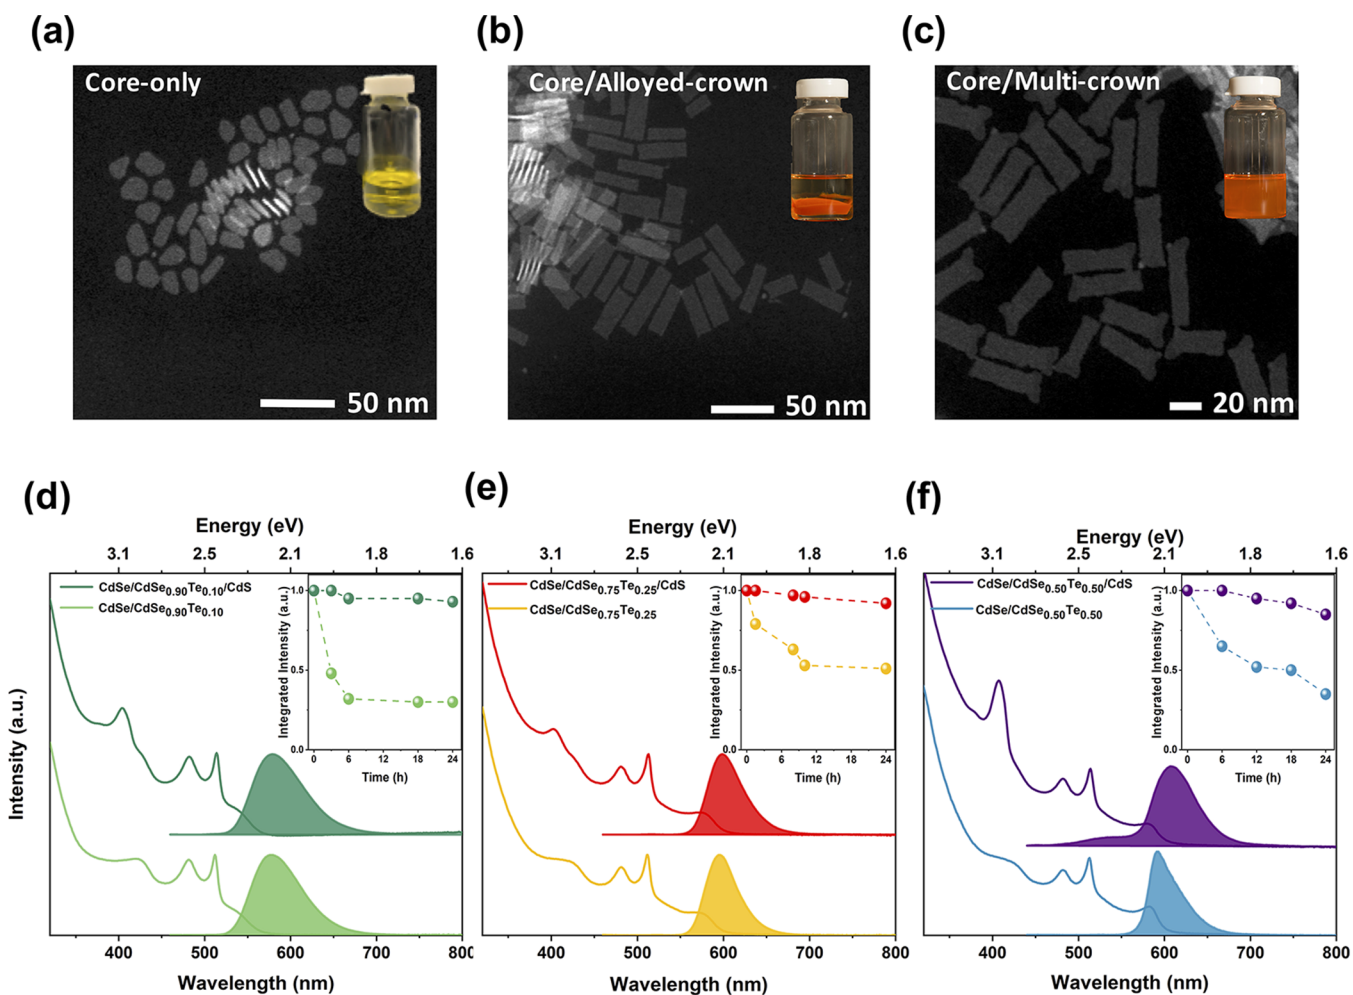 (a)
(b)
(c)
Core-only
Core/Alloyed-crown
Core/Multi-crown
50 nm
50 nm
20 nm
(d)
(e)
(f)
Energy (eV)
3.1 2.5 2.1 1.8 1.6
CdSe/CdSe0.90Te0.10/CdS
CdSe/CdSe0.90Te0.10
Integrated Intensity (a.u.)
1.0
0.5
0.0
0 6 12 18 24
Time (h)
Intensity (a.u.)
400 500 600 700 800
Wavelength (nm)
Energy (eV)
3.1 2.5 2.1 1.8 1.6
CdSe/CdSe0.75Te0.25/CdS
CdSe/CdSe0.75Te0.25
Integrated Intensity (a.u.)
1.0
0.5
0.0
0 6 12 18 24
Time (h)
400 500 600 700 800
Wavelength (nm)
Energy (eV)
3.1 2.5 2.1 1.8 1.6
CdSe/CdSe0.50Te0.50/CdS
CdSe/CdSe0.50Te0.50
Integrated Intensity (a.u.)
1.0
0.5
0.0
0 6 12 18 24
Time (h)
400 500 600 700 800
Wavelength (nm)